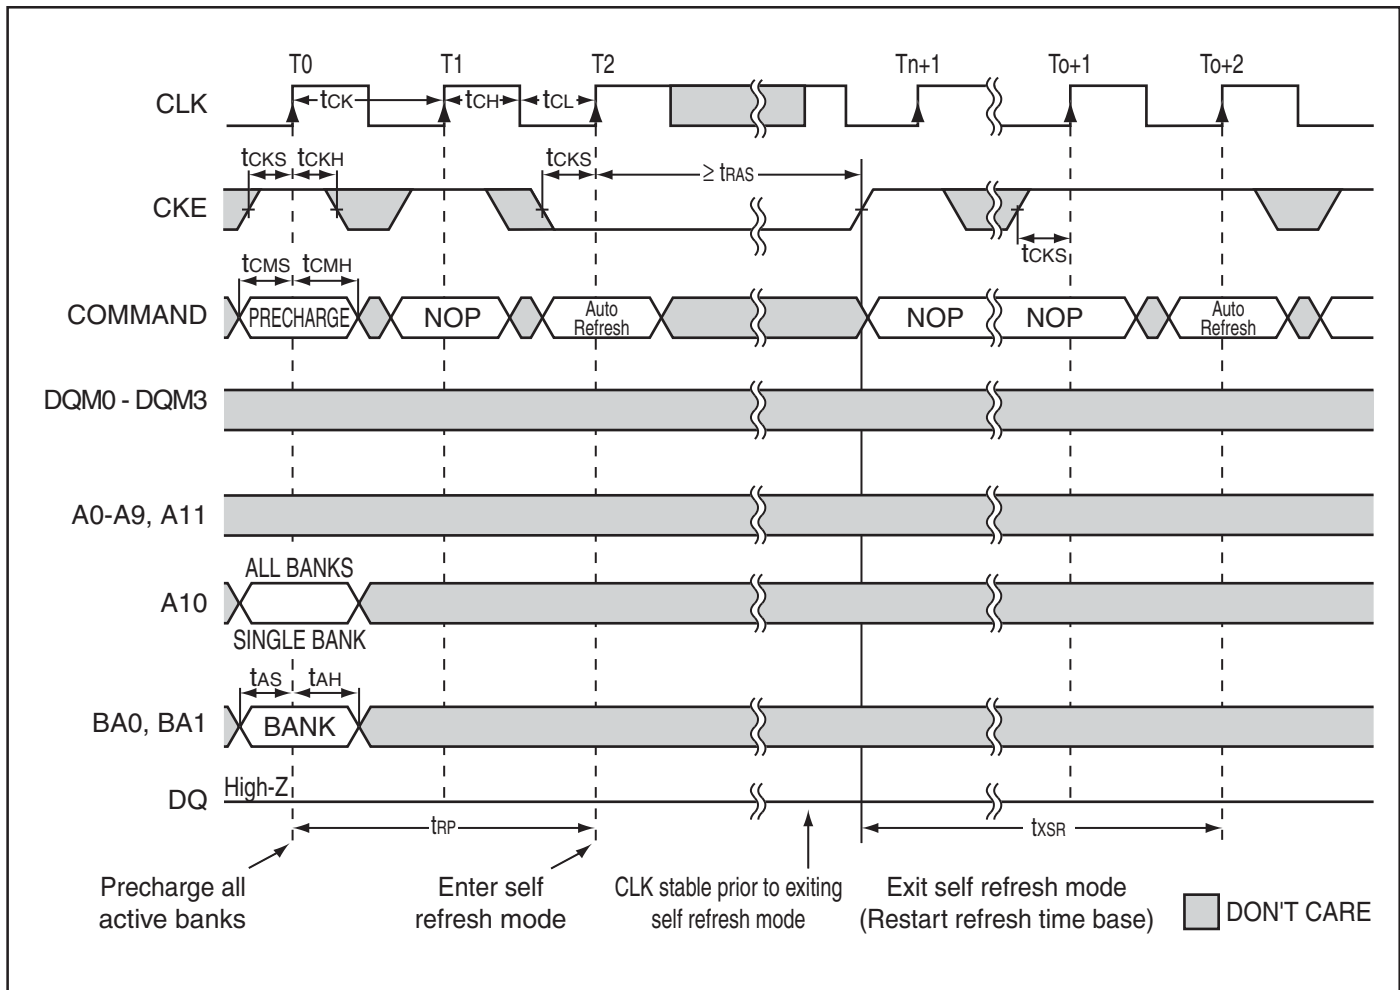 T0 T1 T2 Tn+1 To+1 To+2
CLK tCK tCH tCL
tCKS tCKH tCKS ≥ tRAS
CKE
tCKS
tCMS tCMH
COMMAND PRECHARGE NOP Auto Refresh NOP NOP Auto Refresh
DQM0 - DQM3
A0-A9, A11
ALL BANKS
A10
SINGLE BANK
tAS tAH
BA0, BA1 BANK
DQ High-Z
tRP tXSR
Precharge all
active banks
Enter self
refresh mode
CLK stable prior to exiting
self refresh mode
Exit self refresh mode
(Restart refresh time base)
DON'T CARE